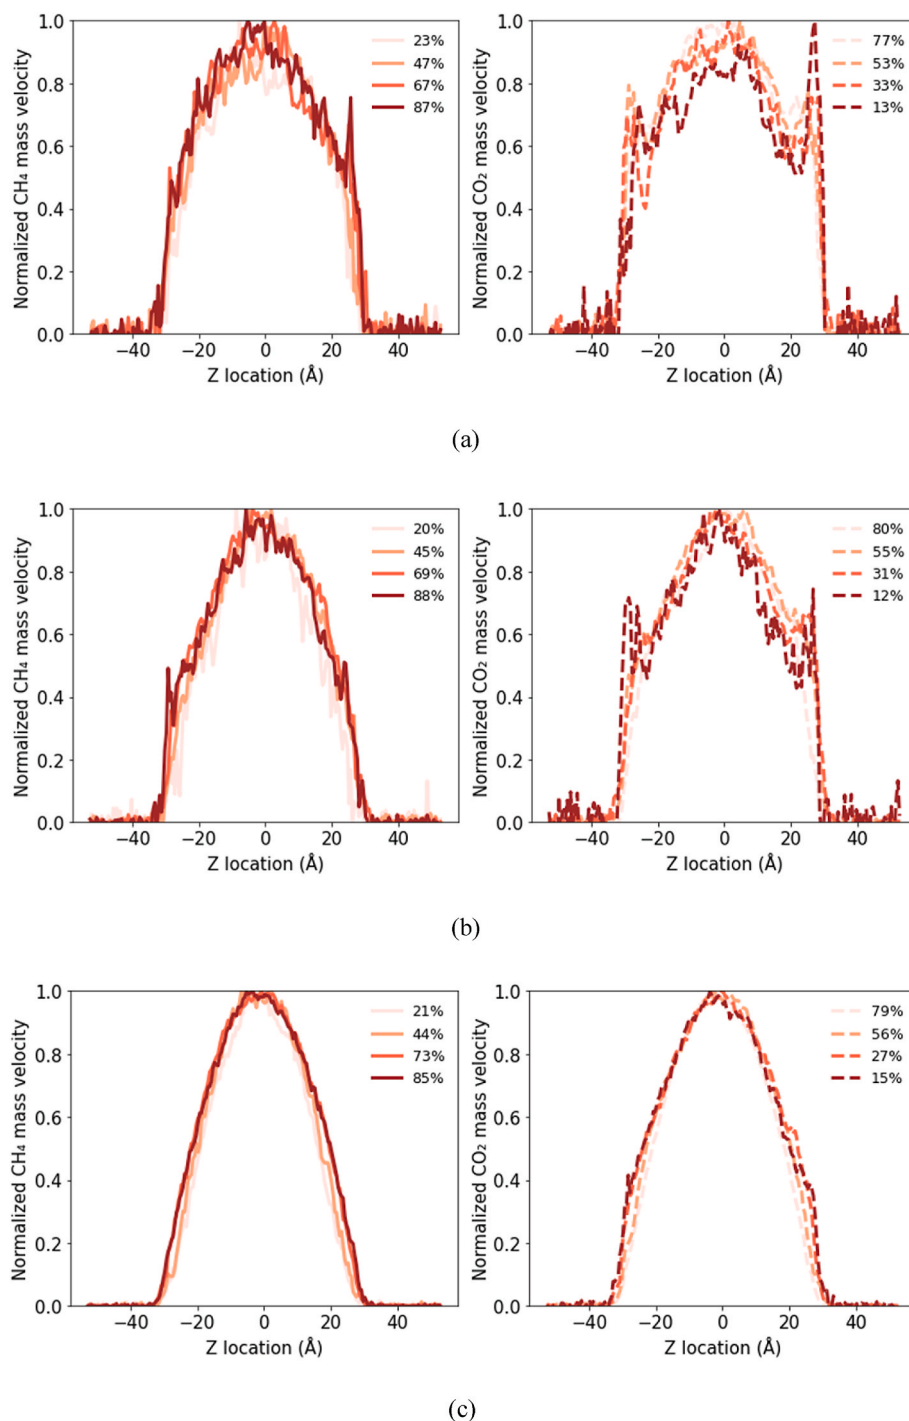 1.0
0.8
0.6
0.4
0.2
0.0
Normalized CH₄ mass velocity
23%
47%
67%
87%
−40 −20 0 20 40
Z location (Å)
1.0
0.8
0.6
0.4
0.2
0.0
Normalized CO₂ mass velocity
77%
53%
33%
13%
−40 −20 0 20 40
Z location (Å)
(a)
1.0
0.8
0.6
0.4
0.2
0.0
Normalized CH₄ mass velocity
20%
45%
69%
88%
−40 −20 0 20 40
Z location (Å)
1.0
0.8
0.6
0.4
0.2
0.0
Normalized CO₂ mass velocity
80%
55%
31%
12%
−40 −20 0 20 40
Z location (Å)
(b)
1.0
0.8
0.6
0.4
0.2
0.0
Normalized CH₄ mass velocity
21%
44%
73%
85%
−40 −20 0 20 40
Z location (Å)
1.0
0.8
0.6
0.4
0.2
0.0
Normalized CO₂ mass velocity
79%
56%
27%
15%
−40 −20 0 20 40
Z location (Å)
(c)